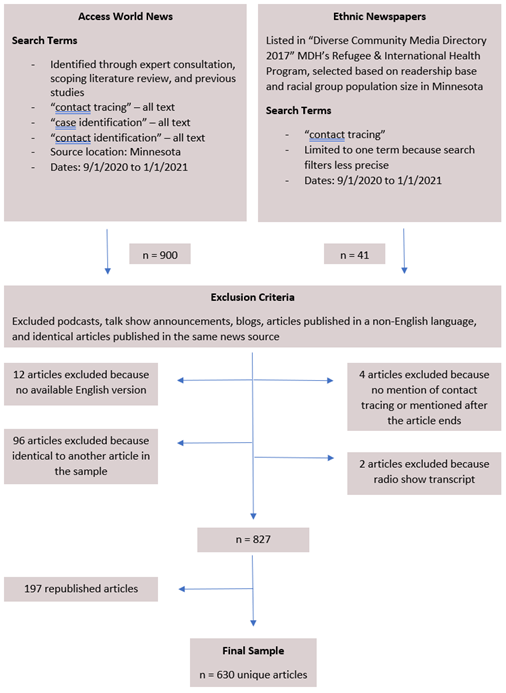 Access World News
Search Terms
- Identified through expert consultation,
scoping literature review, and previous
studies
- “contact tracing” – all text
- “case identification” – all text
- “contact identification” – all text
- Source location: Minnesota
- Dates: 9/1/2020 to 1/1/2021
Ethnic Newspapers
Listed in “Diverse Community Media Directory
2017” MDH’s Refugee & International Health
Program, selected based on readership base
and racial group population size in Minnesota
Search Terms
- “contact tracing”
- Limited to one term because search
filters less precise
- Dates: 9/1/2020 to 1/1/2021
n = 900
n = 41
Exclusion Criteria
Excluded podcasts, talk show announcements, blogs, articles published in a non-English language,
and identical articles published in the same news source
12 articles excluded because
no available English version
4 articles excluded because
no mention of contact
tracing or mentioned after
the article ends
96 articles excluded because
identical to another article in
the sample
2 articles excluded because
radio show transcript
n = 827
197 republished articles
Final Sample
n = 630 unique articles